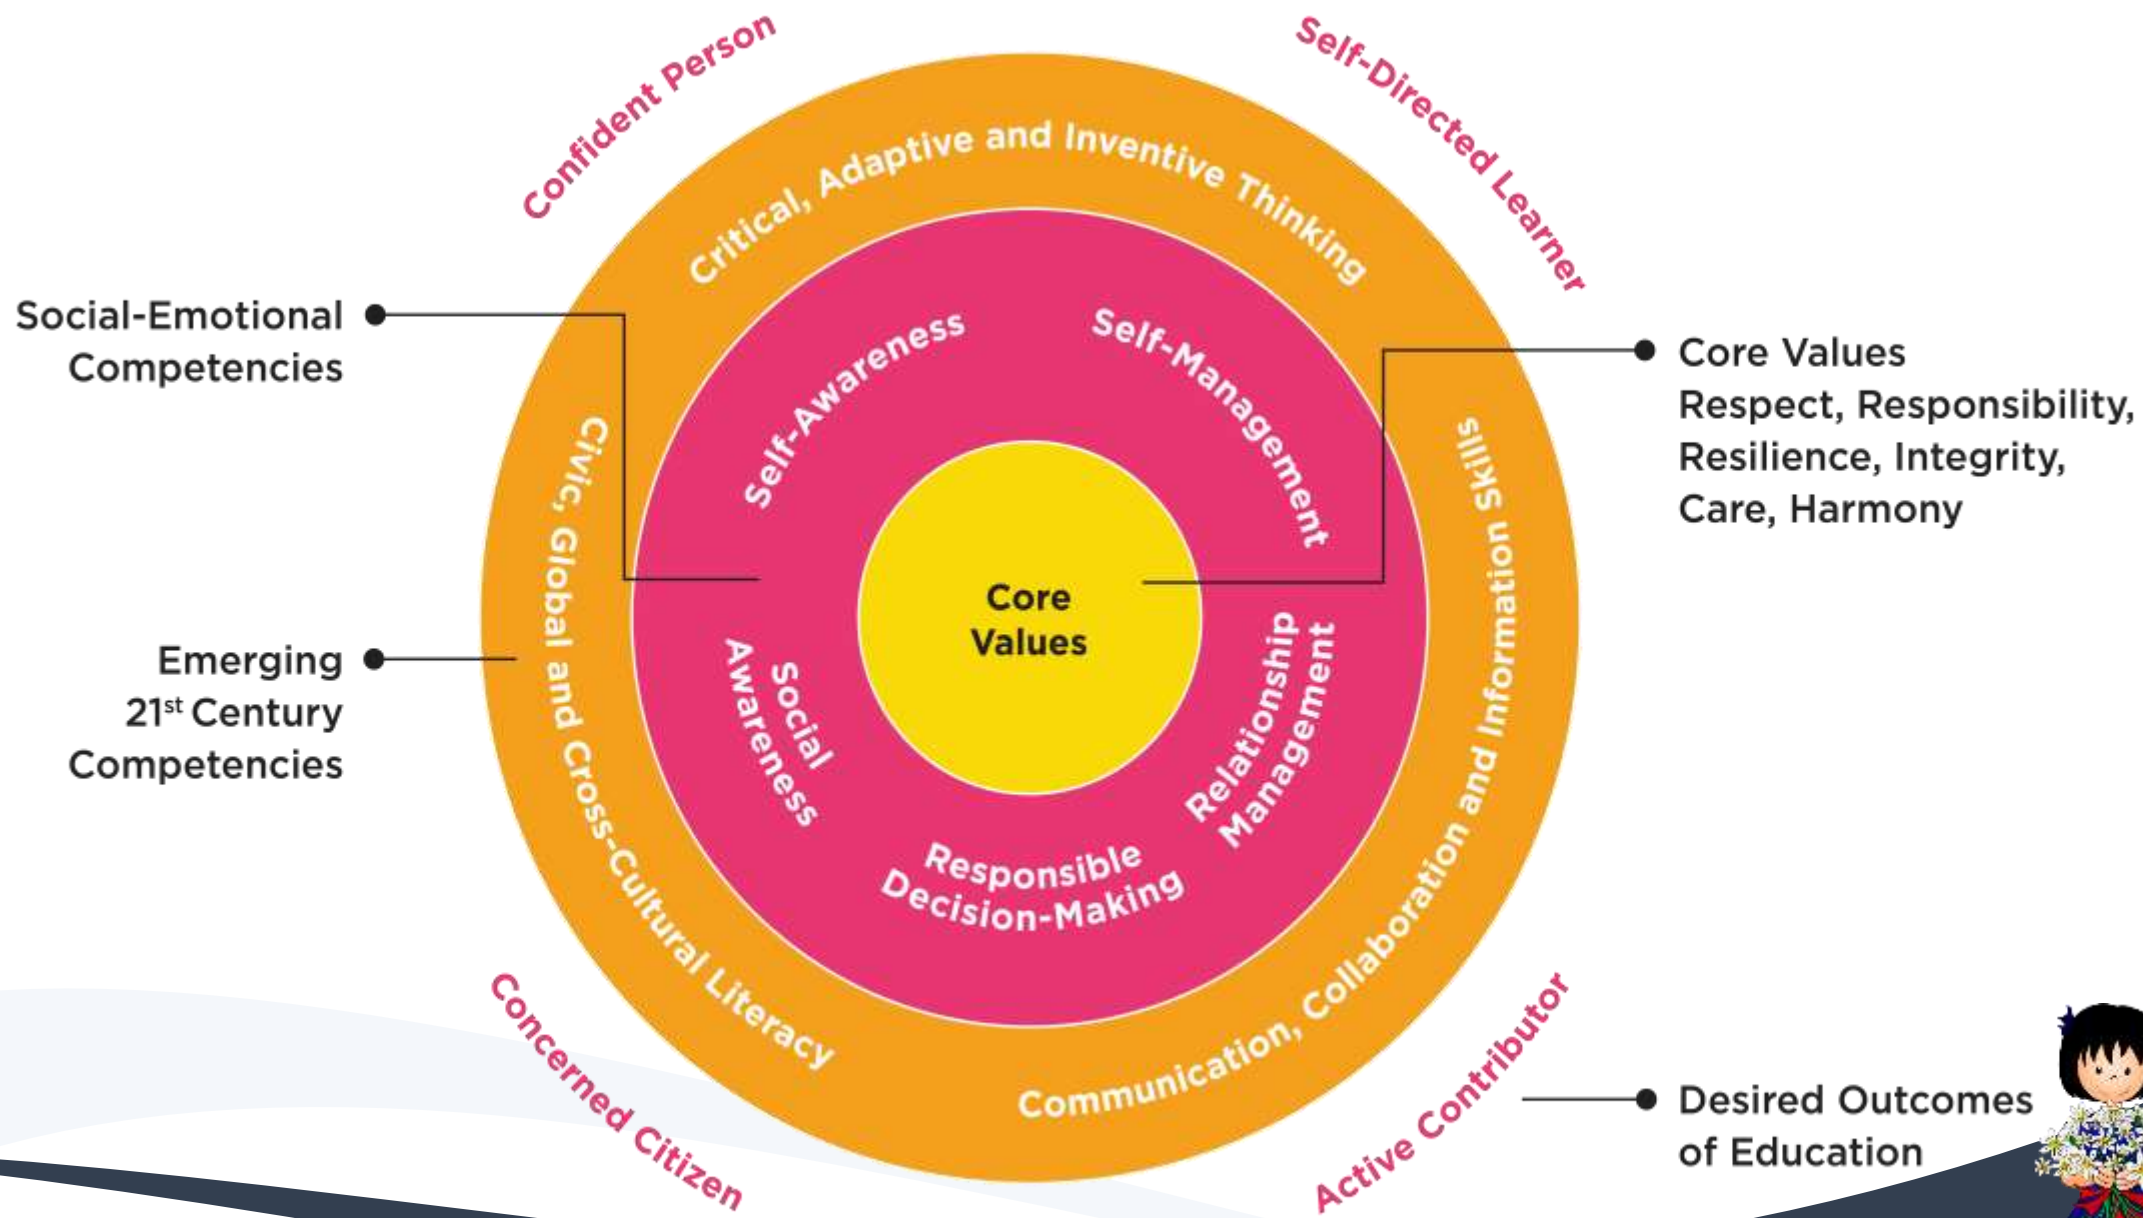 Confident Person
Self-Directed Learner
Critical, Adaptive and Inventive Thinking
Social-Emotional
Competencies
Self-Awareness
Self-Management
Core Values
Respect, Responsibility,
Resilience, Integrity,
Care, Harmony
Civic, Global and Cross-Cultural Literacy
Communication, Collaboration and Information Skills
Core
Values
Emerging
21st Century
Competencies
Social
Awareness
Relationship
Management
Responsible
Decision-Making
Concerned Citizen
Active Contributor
Desired Outcomes
of Education